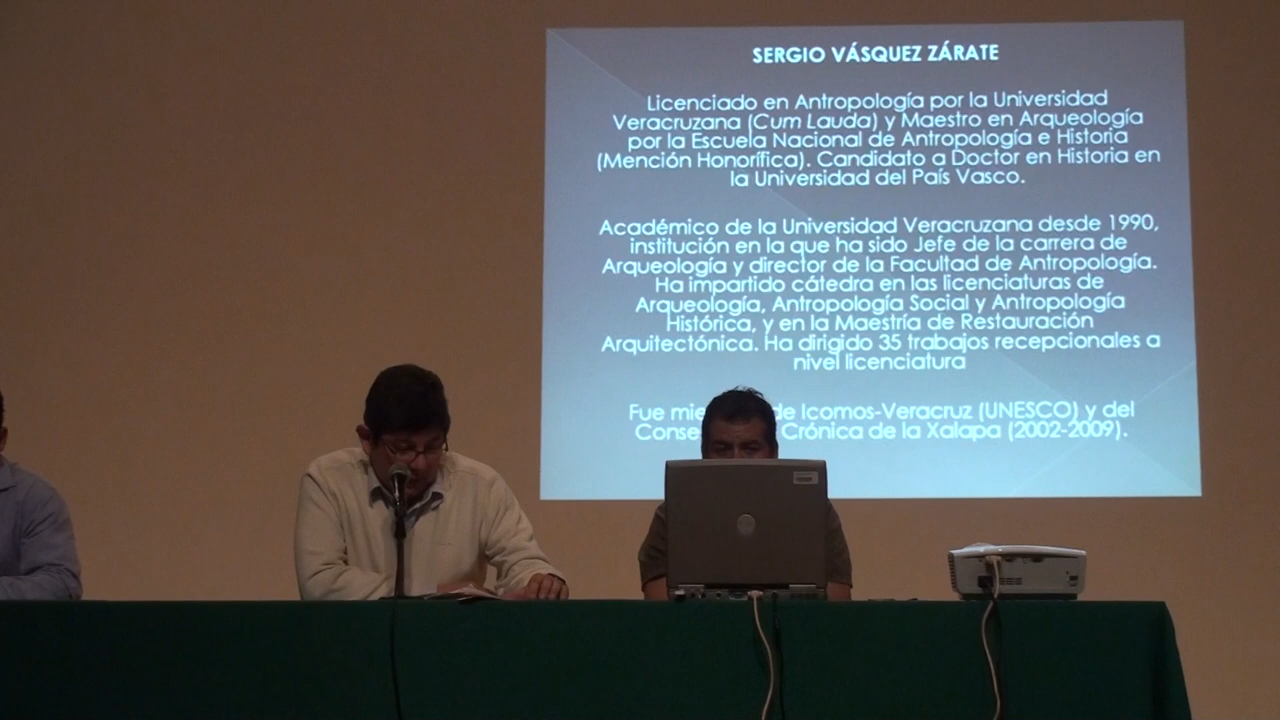 SERGIO VÁSQUEZ ZÁRATE
Licenciado en Antropología por la Universidad
Veracruzana (Cum Lauda) y Maestro en Arqueología
por la Escuela Nacional de Antropología e Historia
(Mención Honorífica). Candidato a Doctor en Historia en
la Universidad del País Vasco.
Académico de la Universidad Veracruzana desde 1990,
institución en la que ha sido Jefe de la carrera de
Arqueología y director de la Facultad de Antropología.
Ha impartido cátedra en las licenciaturas de
Arqueología, Antropología Social y Antropología
Histórica, y en la Maestría de Restauración
Arquitectónica. Ha dirigido 35 trabajos recepcionales a
nivel licenciatura
Fue de Icomos-Veracruz (UNESCO) y del
Crónica de la Xalapa (2002-2009).